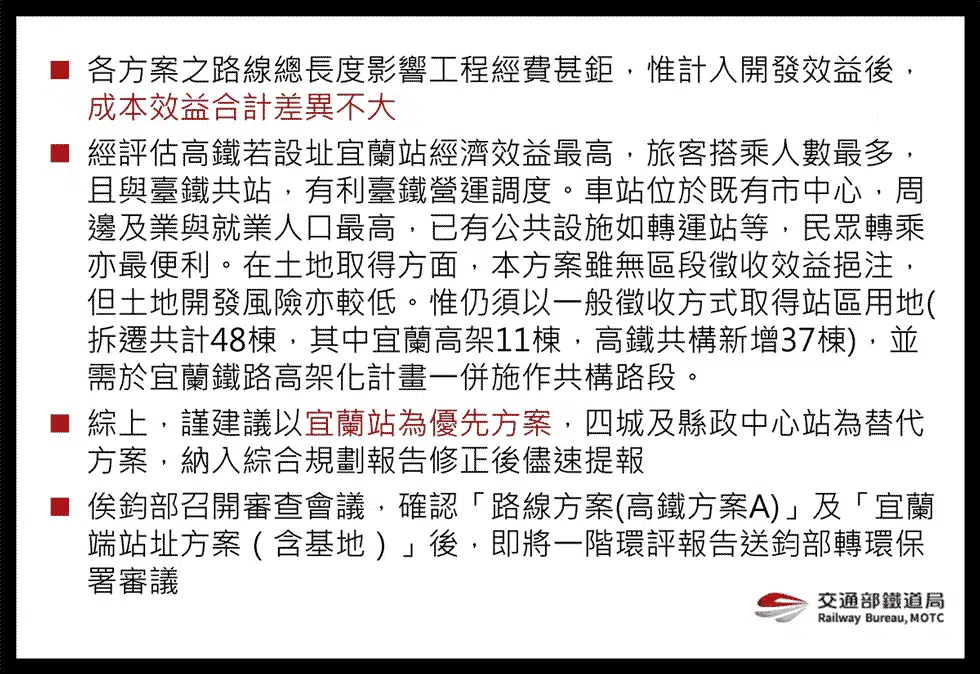 ■ 各方案之路線總長度影響工程經費甚鉅，惟計入開發效益後，
成本效益合計差異不大
■ 經評估高鐵若設址宜蘭站經濟效益最高，旅客搭乘人數最多，
且與臺鐵共站，有利臺鐵營運調度。車站位於既有市中心，周
邊及業與就業人口最高，已有公共設施如轉運站等，民眾轉乘
亦最便利。在土地取得方面，本方案雖無區段徵收效益挹注，
但土地開發風險亦較低。惟仍須以一般徵收方式取得站區用地(
拆遷共計48棟，其中宜蘭高架11棟，高鐵共構新增37棟)，並
需於宜蘭鐵路高架化計畫一併施作共構路段。
■ 綜上，謹建議以宜蘭站為優先方案，四城及縣政中心站為替代
方案，納入綜合規劃報告修正後儘速提報
■ 俟鈞部召開審查會議，確認「路線方案(高鐵方案A)」及「宜蘭
端站址方案（含基地）」後，即將一階環評報告送鈞部轉環保
署審議
交通部鐵道局
Railway Bureau, MOTC